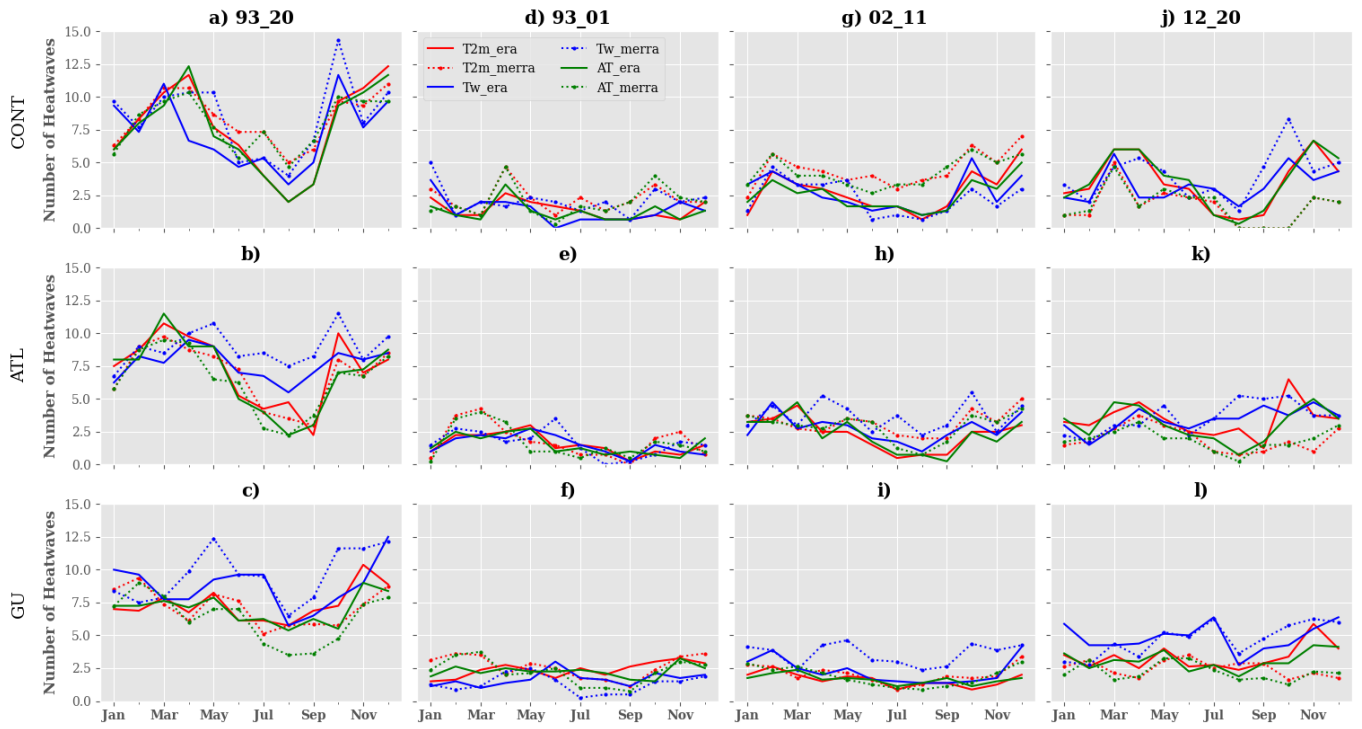 a) 93_20 d) 93_01 g) 02_11 j) 12_20
CONT
Number of Heatwaves
15.0
12.5
10.0
7.5
5.0
2.5
0.0
T2m_era
T2m_merra
Tw_era
Tw_merra
AT_era
AT_merra
b) e) h) k)
ATL
Number of Heatwaves
15.0
12.5
10.0
7.5
5.0
2.5
0.0
c) f) i) l)
GU
Number of Heatwaves
15.0
12.5
10.0
7.5
5.0
2.5
0.0
Jan Mar May Jul Sep Nov Jan Mar May Jul Sep Nov Jan Mar May Jul Sep Nov Jan Mar May Jul Sep Nov